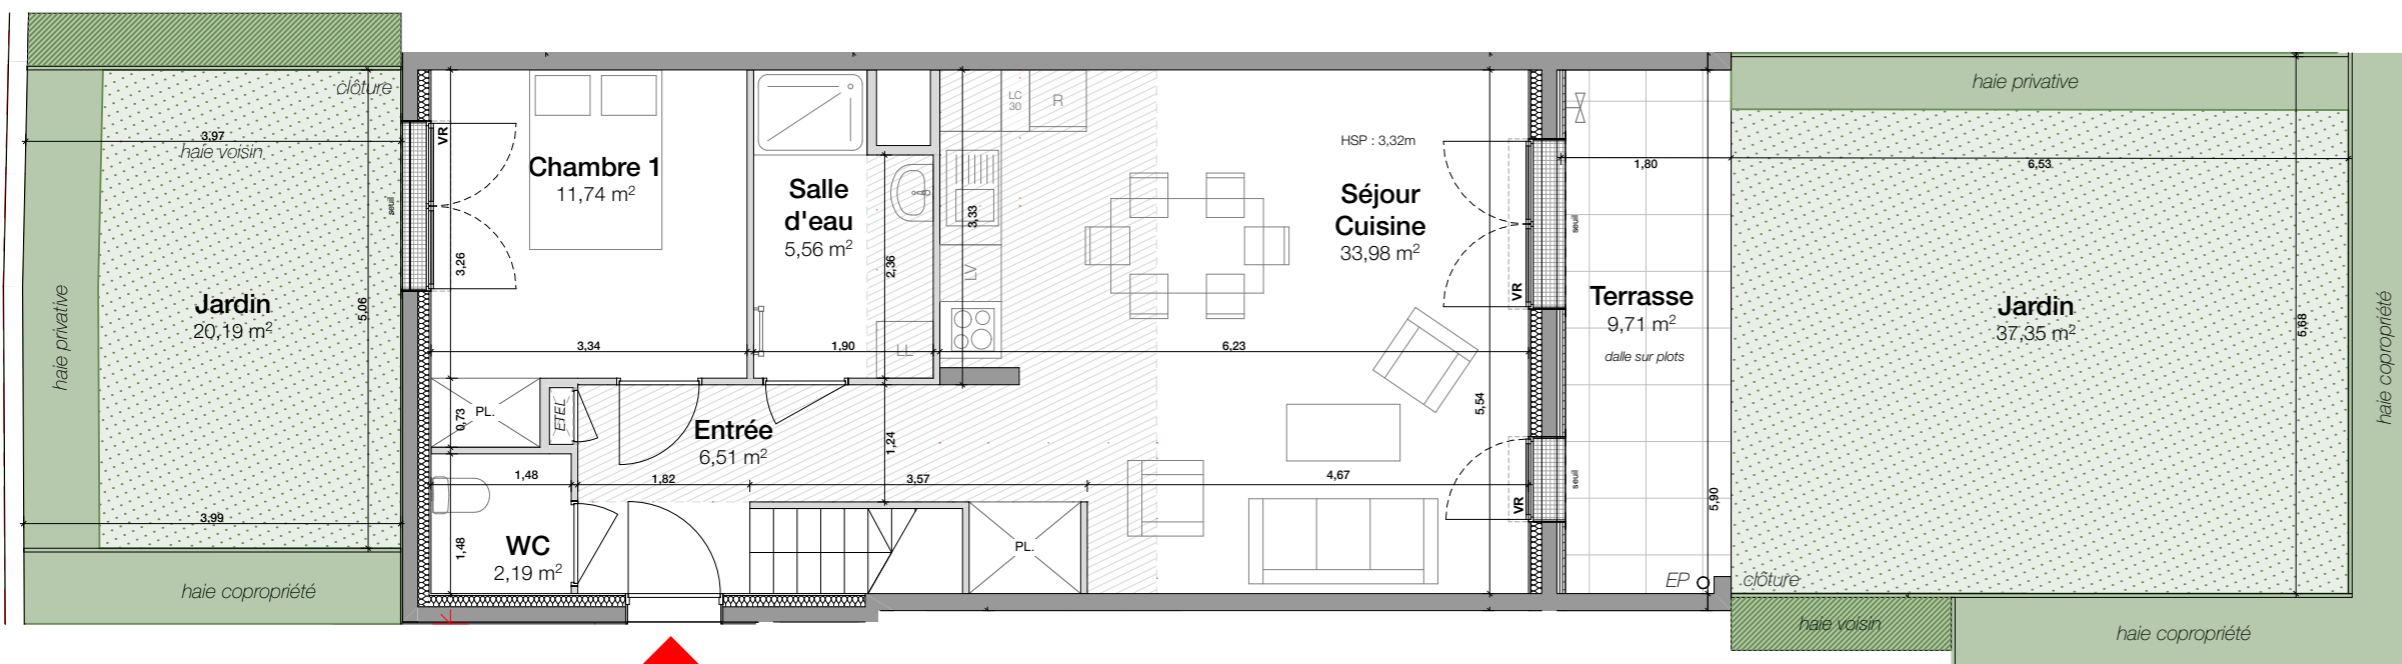 clôture
3,97
haie voisin
VR
seuil
3,26
5,06
haie privative
Jardin
20,19 m²
3,99
haie copropriété
Chambre 1
11,74 m²
3,34
PL.
0,73
ETEL
1,48
WC
2,19 m²
1,48
Salle
d'eau
5,56 m²
2,36
1,90
LL
Entrée
6,51 m²
1,82
1,24
3,57
PL.
LC
30
R
3,33
LV
HSP : 3,32m
Séjour
Cuisine
33,98 m²
6,23
5,54
4,67
VR
VR
seuil
seuil
1,80
Terrasse
9,71 m²
dalle sur plots
5,90
EP
clôture
haie privative
6,53
Jardin
37,35 m²
5,68
haie copropriété
haie voisin
haie copropriété